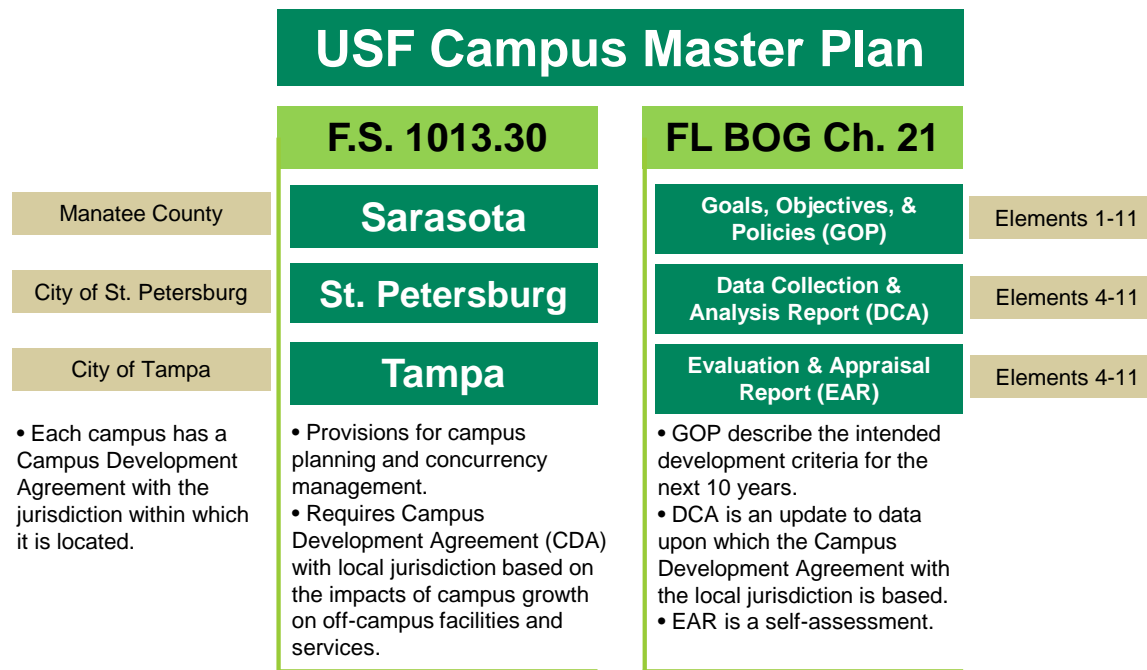 USF Campus Master Plan
F.S. 1013.30
FL BOG Ch. 21
Manatee County
Sarasota
Goals, Objectives, &
Policies (GOP)
Elements 1-11
City of St. Petersburg
St. Petersburg
Data Collection &
Analysis Report (DCA)
Elements 4-11
City of Tampa
Tampa
Evaluation & Appraisal
Report (EAR)
Elements 4-11
• Each campus has a
Campus Development
Agreement with the
jurisdiction within which
it is located.
• Provisions for campus
planning and concurrency
management.
• Requires Campus
Development Agreement (CDA)
with local jurisdiction based on
the impacts of campus growth
on off-campus facilities and
services.
• GOP describe the intended
development criteria for the
next 10 years.
• DCA is an update to data
upon which the Campus
Development Agreement with
the local jurisdiction is based.
• EAR is a self-assessment.